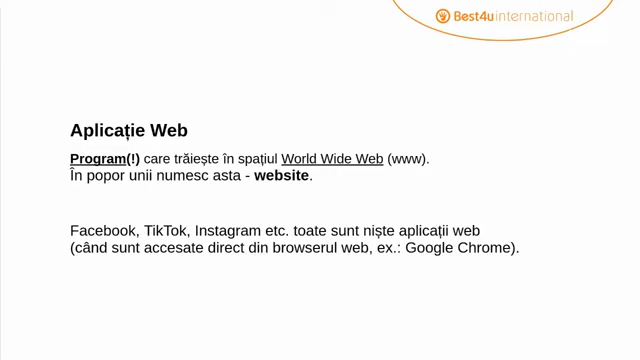 Best4u international
Aplicație Web
Program(!) care trăiește în spațiul World Wide Web (www).
În popor unii numesc asta - website.
Facebook, TikTok, Instagram etc. toate sunt niște aplicații web
(când sunt accesate direct din browserul web, ex.: Google Chrome).